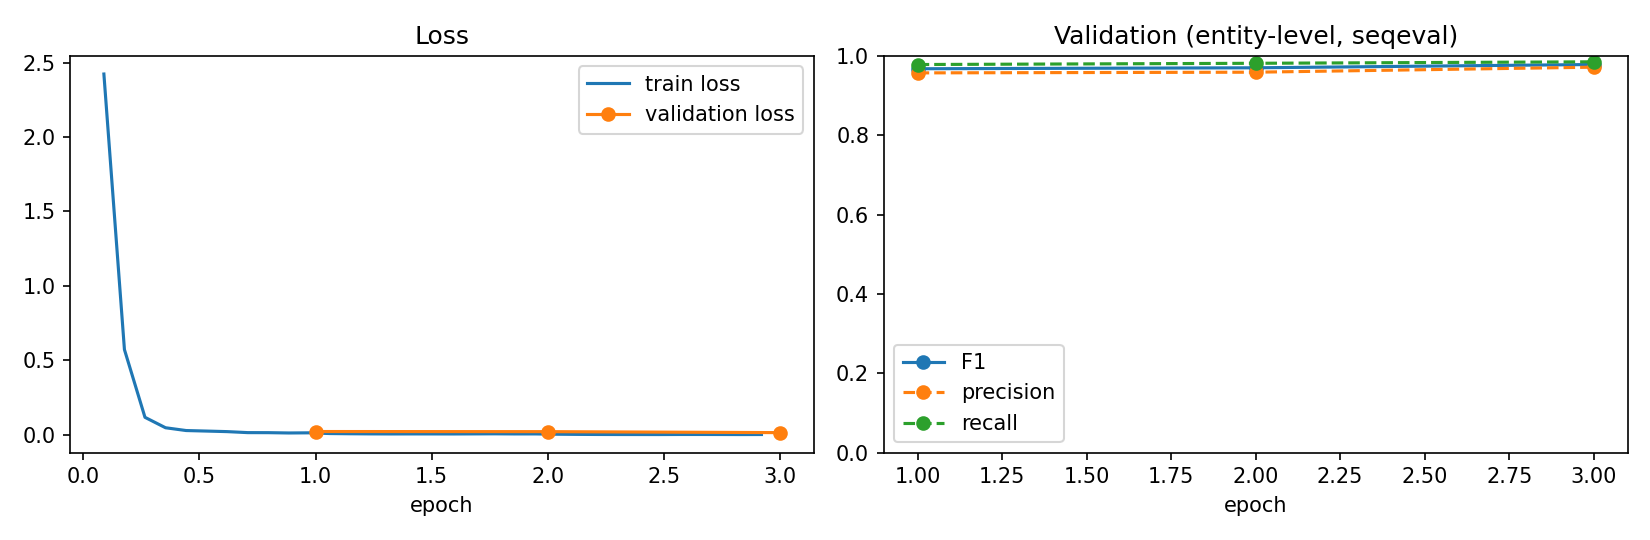 Loss
2.5
2.0
1.5
1.0
0.5
0.0
train loss
validation loss
0.0 0.5 1.0 1.5 2.0 2.5 3.0
epoch
Validation (entity-level, seqeval)
1.0
0.8
0.6
0.4
0.2
0.0
F1
precision
recall
1.00 1.25 1.50 1.75 2.00 2.25 2.50 2.75 3.00
epoch